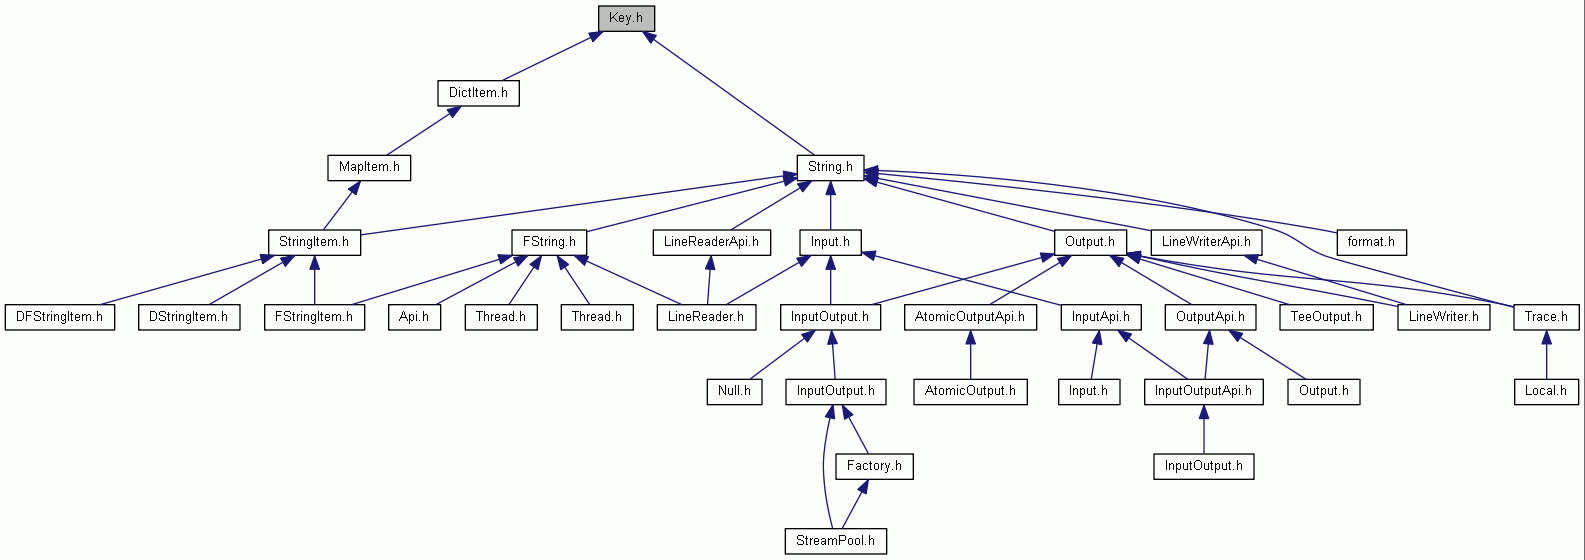 Key.h
DictItem.h
MapItem.h
String.h
StringItem.h
FString.h
LineReaderApi.h
Input.h
Output.h
LineWriterApi.h
format.h
DFStringItem.h
DStringItem.h
FStringItem.h
Api.h
Thread.h
Thread.h
LineReader.h
InputOutput.h
AtomicOutputApi.h
InputApi.h
OutputApi.h
TeeOutput.h
LineWriter.h
Trace.h
Null.h
InputOutput.h
AtomicOutput.h
Input.h
InputOutputApi.h
Output.h
Local.h
Factory.h
InputOutput.h
StreamPool.h